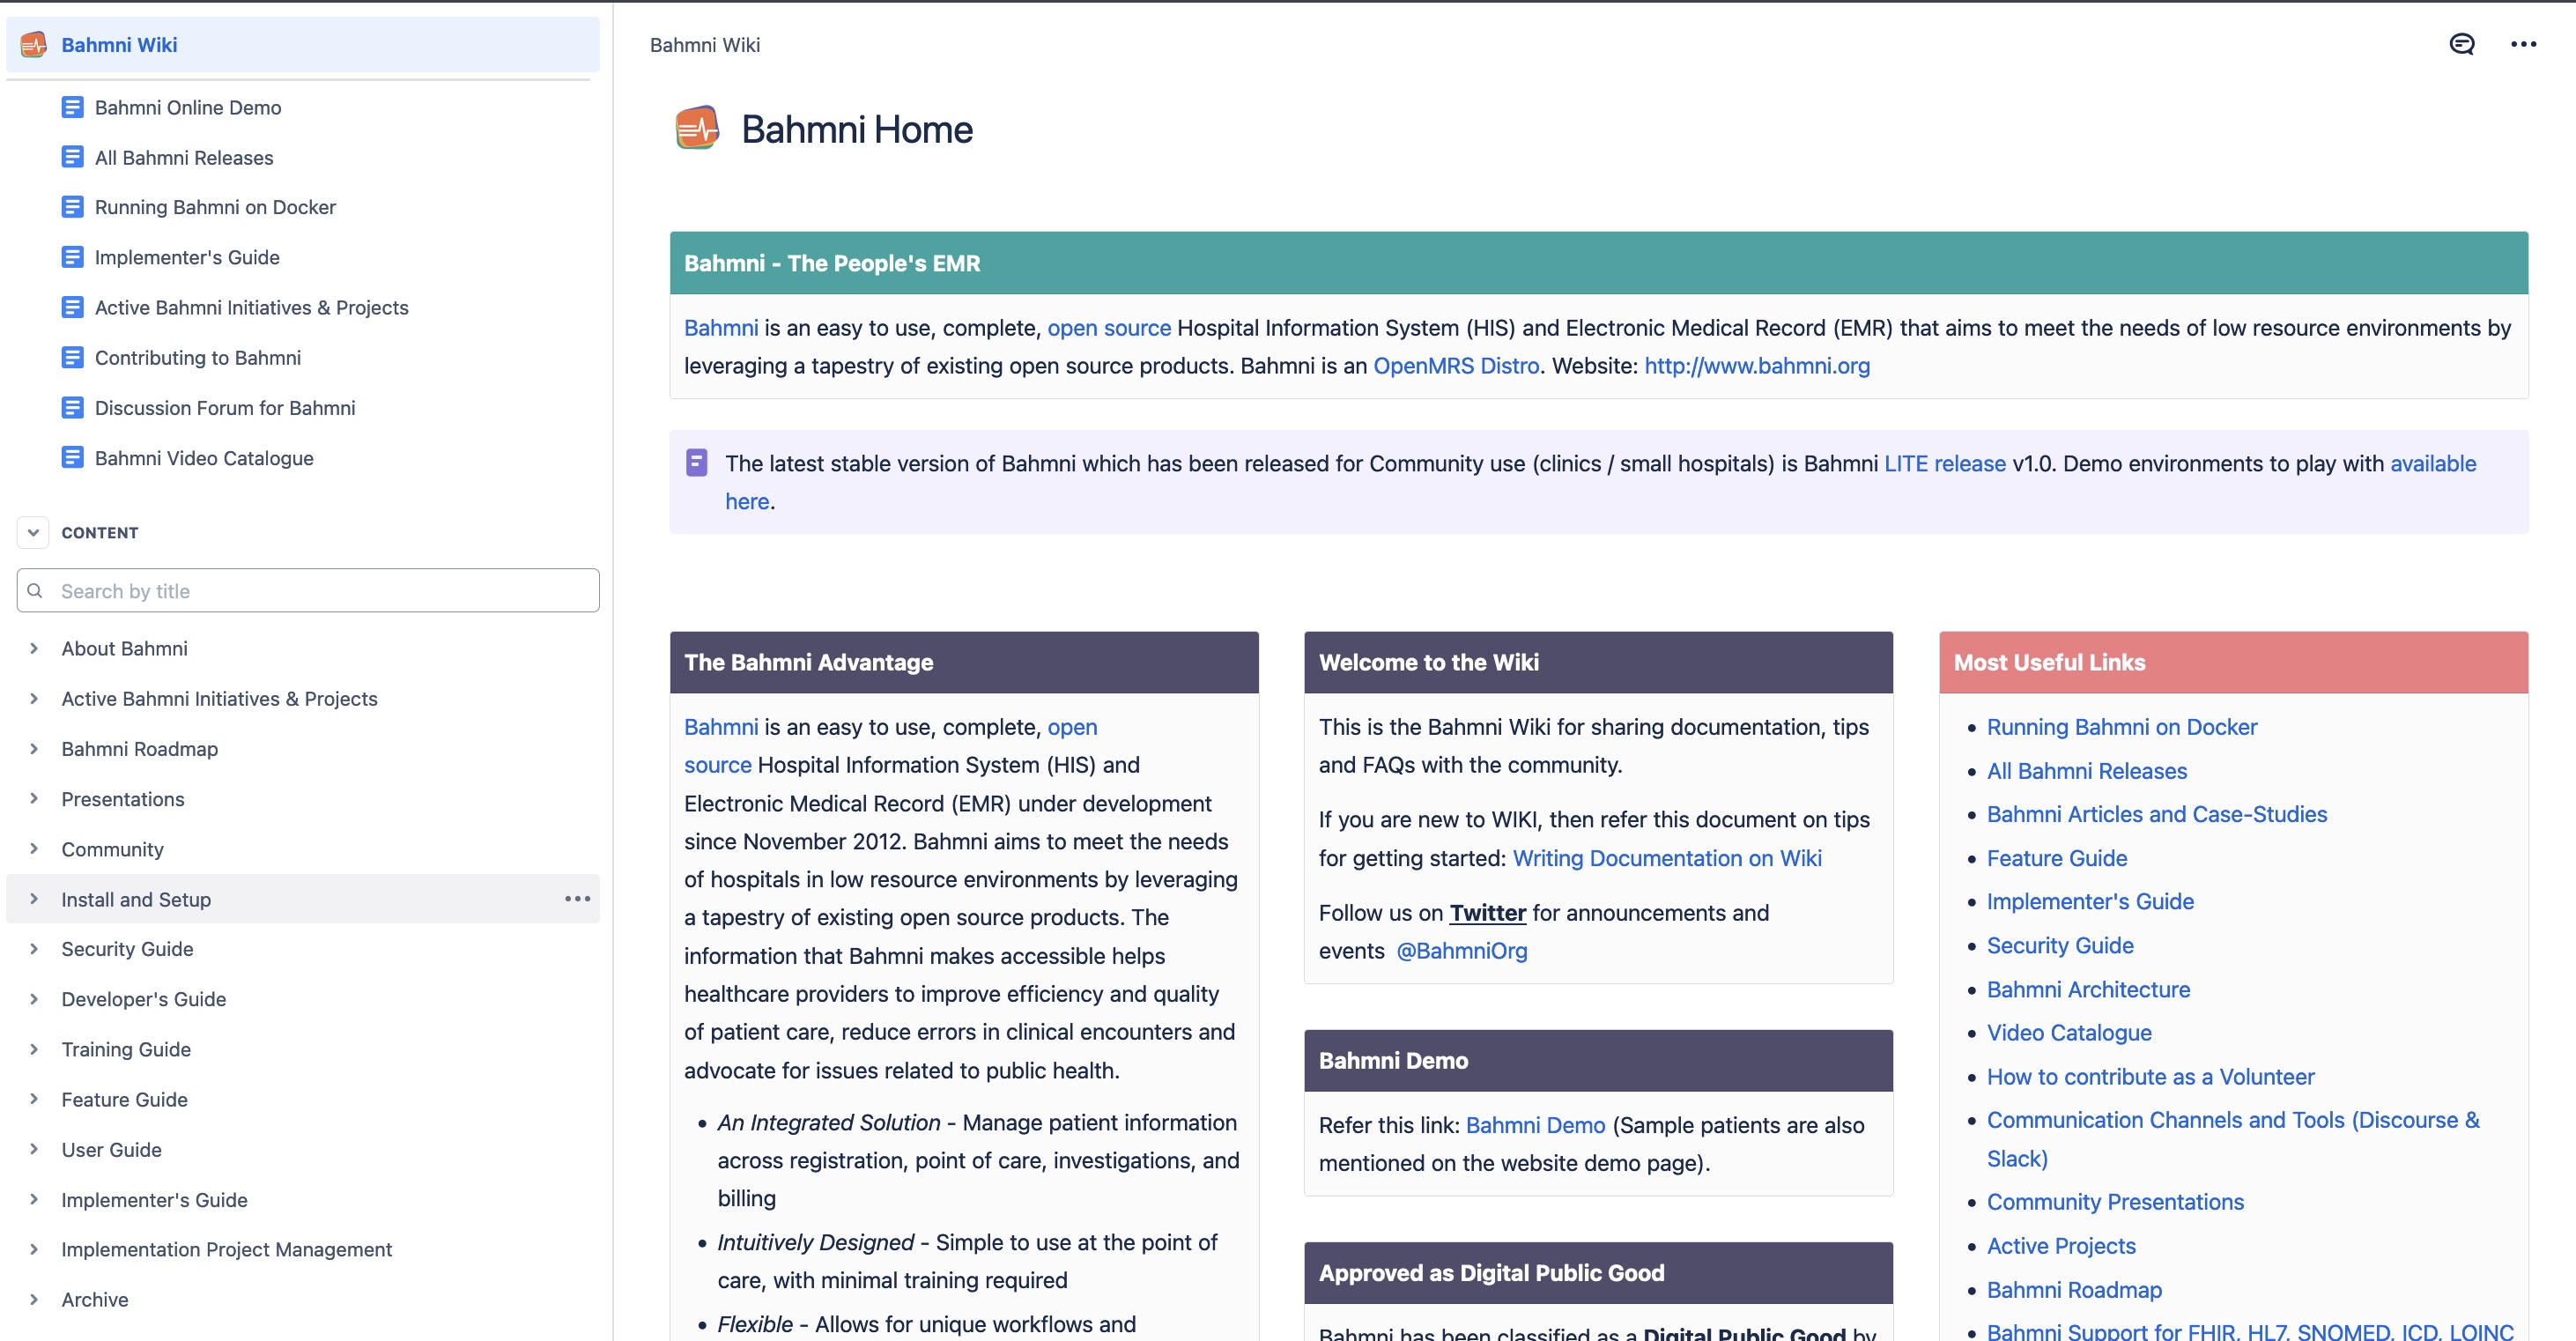 Bahmni Wiki
Bahmni Online Demo
All Bahmni Releases
Running Bahmni on Docker
Implementer's Guide
Active Bahmni Initiatives & Projects
Contributing to Bahmni
Discussion Forum for Bahmni
Bahmni Video Catalogue
CONTENT
Search by title
About Bahmni
Active Bahmni Initiatives & Projects
Bahmni Roadmap
Presentations
Community
Install and Setup
Security Guide
Developer's Guide
Training Guide
Feature Guide
User Guide
Implementer's Guide
Implementation Project Management
Archive
Bahmni Wiki
Bahmni Home
Bahmni - The People's EMR
Bahmni is an easy to use, complete, open source Hospital Information System (HIS) and Electronic Medical Record (EMR) that aims to meet the needs of low resource environments by
leveraging a tapestry of existing open source products. Bahmni is an OpenMRS Distro. Website: http://www.bahmni.org
The latest stable version of Bahmni which has been released for Community use (clinics / small hospitals) is Bahmni LITE release v1.0. Demo environments to play with available
here.
The Bahmni Advantage
Bahmni is an easy to use, complete, open
source Hospital Information System (HIS) and
Electronic Medical Record (EMR) under development
since November 2012. Bahmni aims to meet the needs
of hospitals in low resource environments by leveraging
a tapestry of existing open source products. The
information that Bahmni makes accessible helps
healthcare providers to improve efficiency and quality
of patient care, reduce errors in clinical encounters and
advocate for issues related to public health.
• An Integrated Solution - Manage patient information
across registration, point of care, investigations, and
billing
• Intuitively Designed - Simple to use at the point of
care, with minimal training required
• Flexible - Allows for unique workflows and
Welcome to the Wiki
This is the Bahmni Wiki for sharing documentation, tips
and FAQs with the community.
If you are new to WIKI, then refer this document on tips
for getting started: Writing Documentation on Wiki
Follow us on Twitter for announcements and
events @BahmniOrg
Bahmni Demo
Refer this link: Bahmni Demo (Sample patients are also
mentioned on the website demo page).
Approved as Digital Public Good
Bahmni has been classified as a Digital Public Good by
Most Useful Links
• Running Bahmni on Docker
• All Bahmni Releases
• Bahmni Articles and Case-Studies
• Feature Guide
• Implementer's Guide
• Security Guide
• Bahmni Architecture
• Video Catalogue
• How to contribute as a Volunteer
• Communication Channels and Tools (Discourse &
Slack)
• Community Presentations
• Active Projects
• Bahmni Roadmap
• Bahmni Support for FHIR, HL7, SNOMED, ICD, LOINC